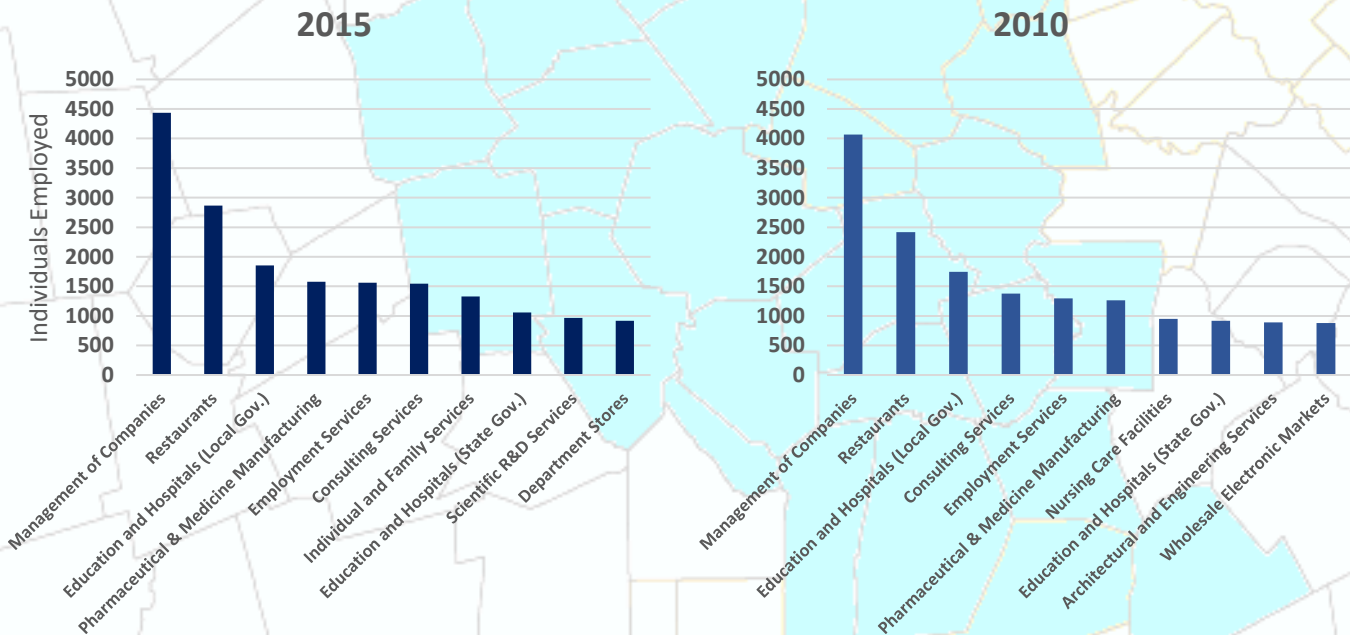 2015
Individuals Employed
5000
4500
4000
3500
3000
2500
2000
1500
1000
500
0
Management of Companies
Restaurants
Education and Hospitals (Local Gov.)
Pharmaceutical & Medicine Manufacturing
Employment Services
Consulting Services
Individual and Family Services
Education and Hospitals (State Gov.)
Scientific R&D Services
Department Stores
2010
5000
4500
4000
3500
3000
2500
2000
1500
1000
500
0
Management of Companies
Restaurants
Education and Hospitals (Local Gov.)
Consulting Services
Employment Services
Pharmaceutical & Medicine Manufacturing
Nursing Care Facilities
Education and Hospitals (State Gov.)
Architectural and Engineering Services
Wholesale Electronic Markets